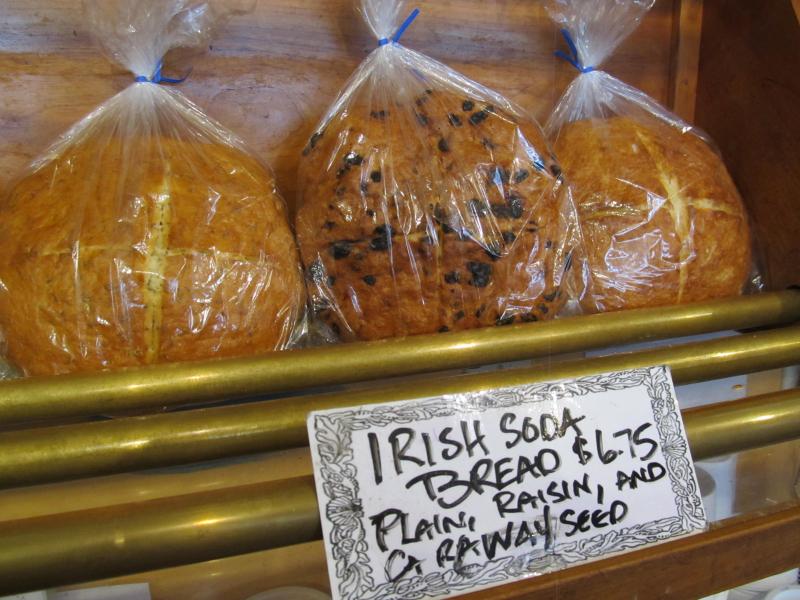 IRISH SODA
BREAD $6.75
PLAIN, RAISIN, AND
CARAWAY SEED